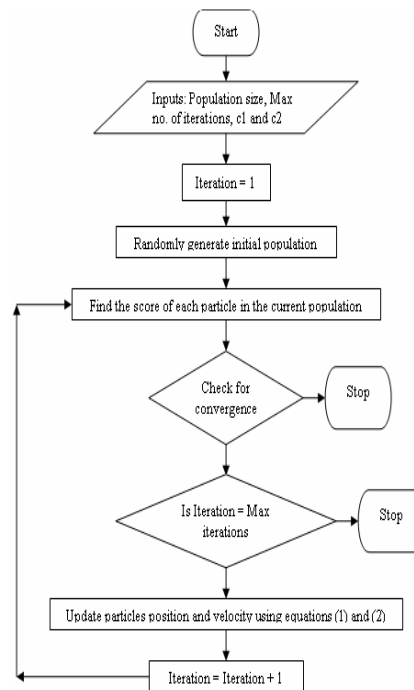 Start
Inputs: Population size, Max
no. of iterations, c1 and c2
Iteration = 1
Randomly generate initial population
Find the score of each particle in the current population
Check for
convergence
Stop
Is Iteration = Max
iterations
Stop
Update particles position and velocity using equations (1) and (2)
Iteration = Iteration + 1